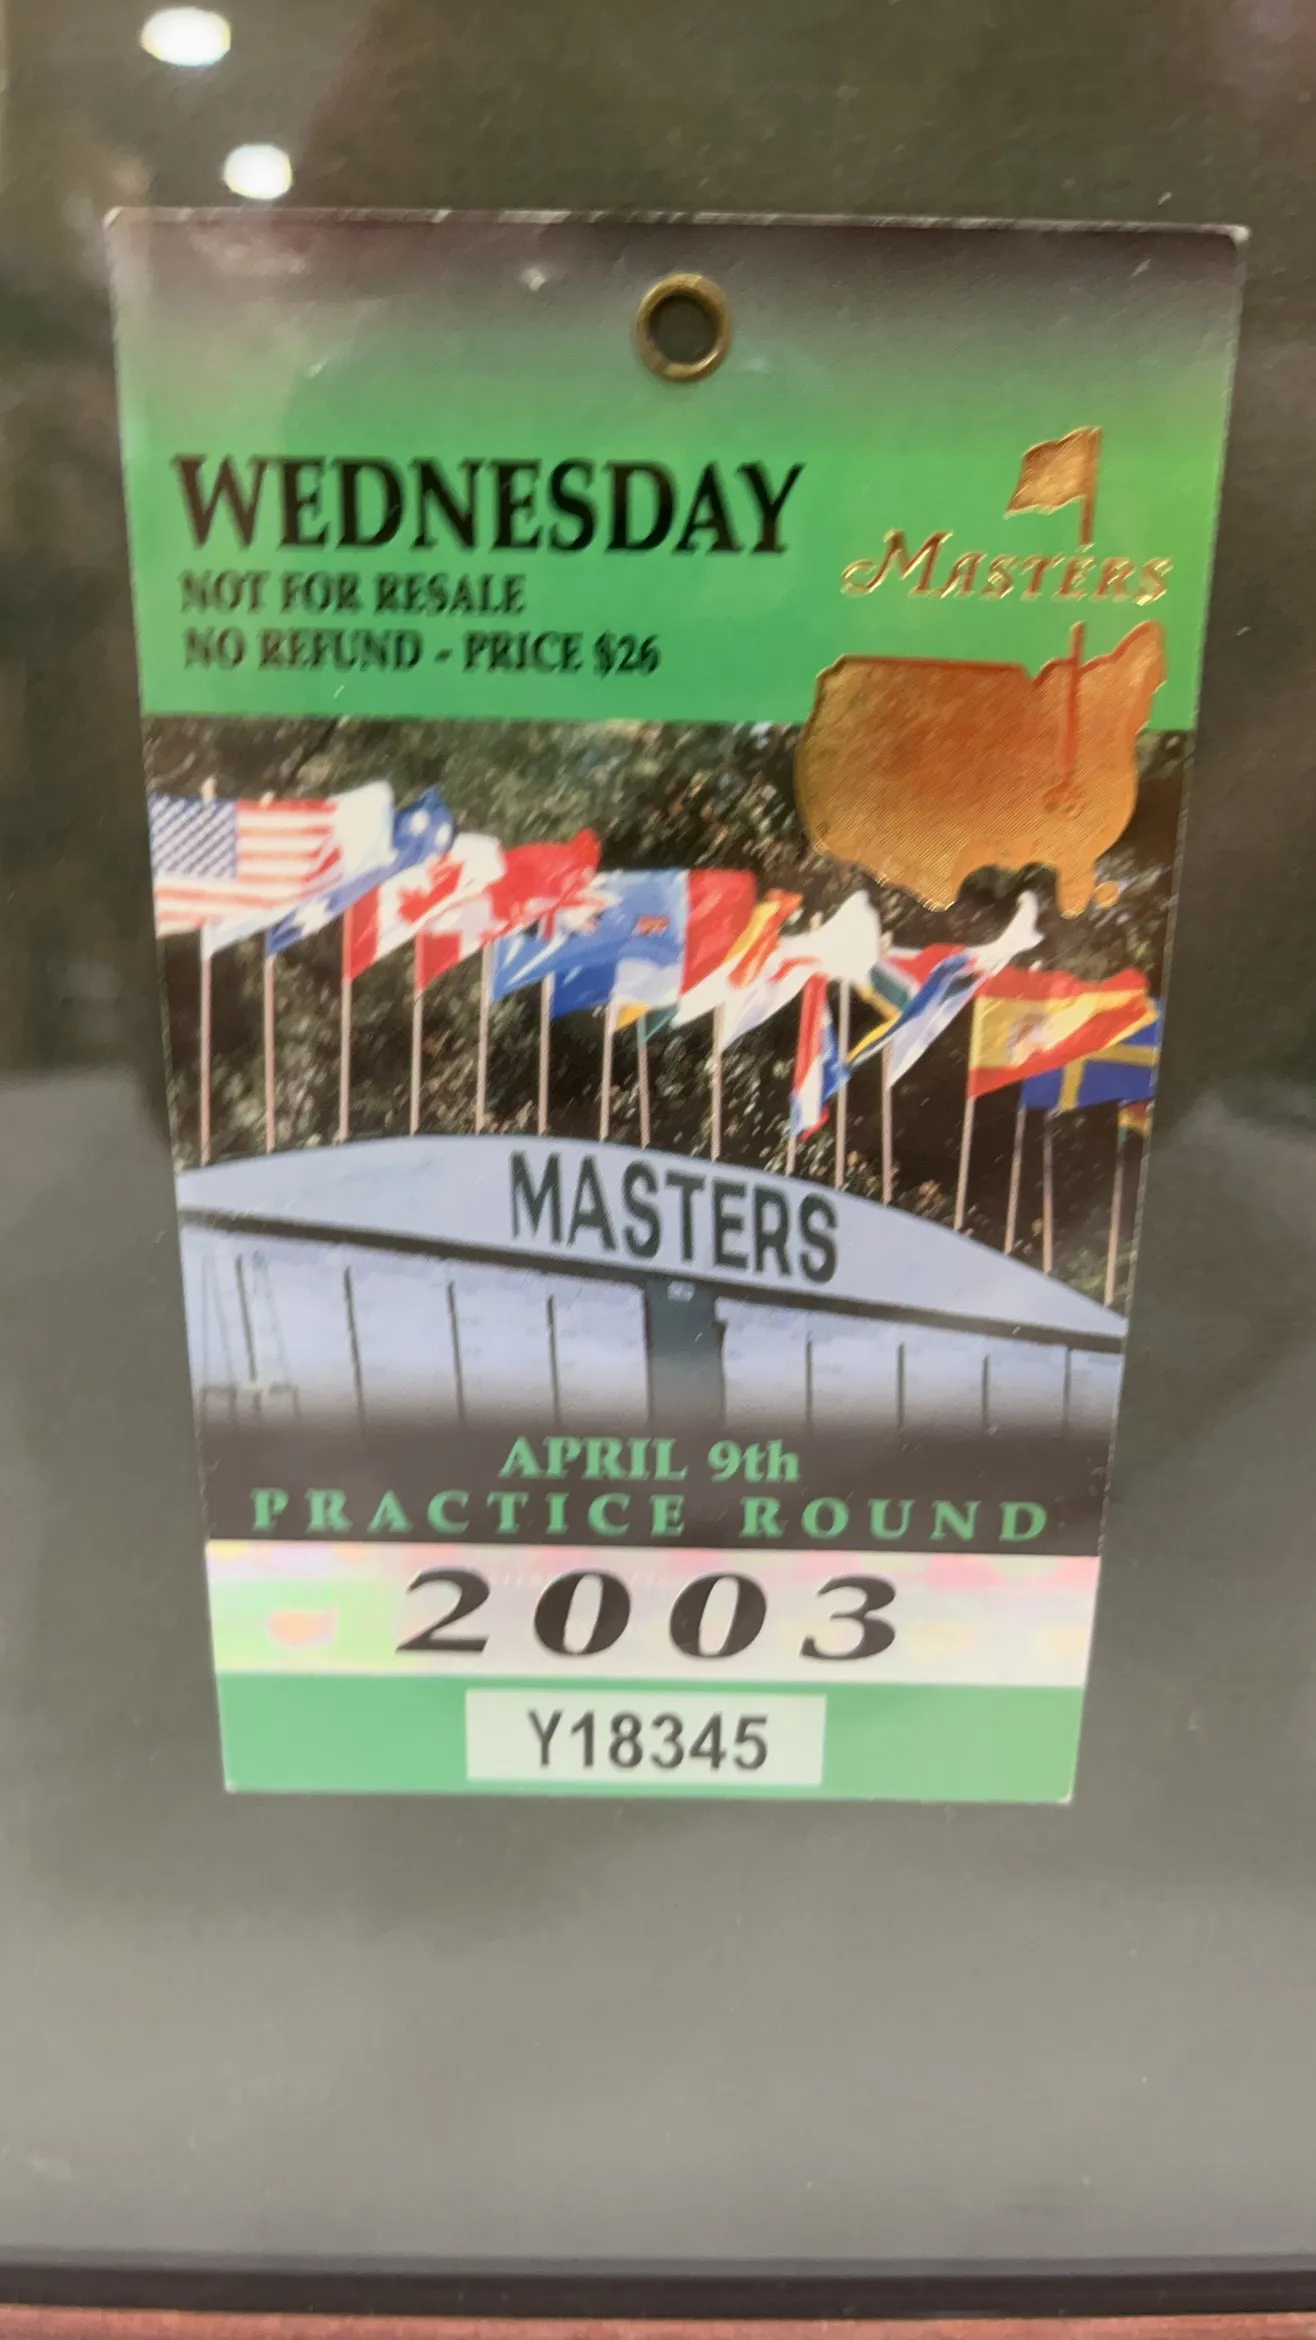 WEDNESDAY
NOT FOR RESALE
NO REFUND - PRICE $26
MASTERS
MASTERS
APRIL 9th
PRACTICE ROUND
2003
Y18345